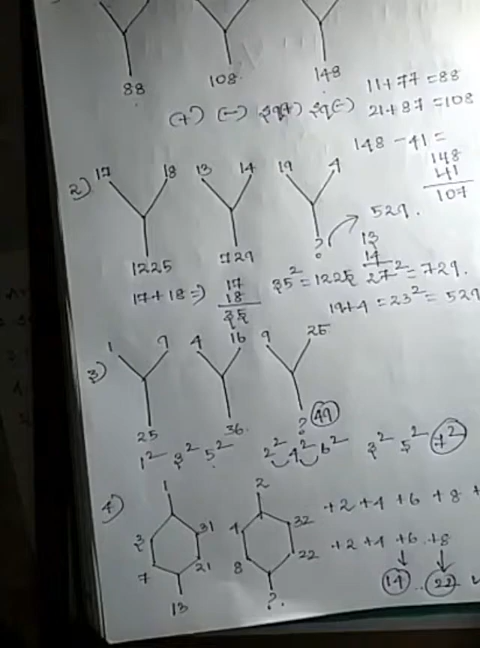 88 108 148
11+77=88
(+) (-) 21+87=108
148-41=
148
41
107
2) 17 18 13 14 19 4
1225 729 ? 529.
17+18=) 17
18
35
35² = 1225
13
14
27² = 729.
19+4 = 23² = 529
3) 1 9 4 16 9 25
25 36 ? 49
1² 3² 5² 2² 4² 6² 3² 5² 7²
4) 1 2
3 31 4 32 +2 +4 +6 +8 +
7 21 8 22 +2 +4 +6 +8
13 ? 14 22